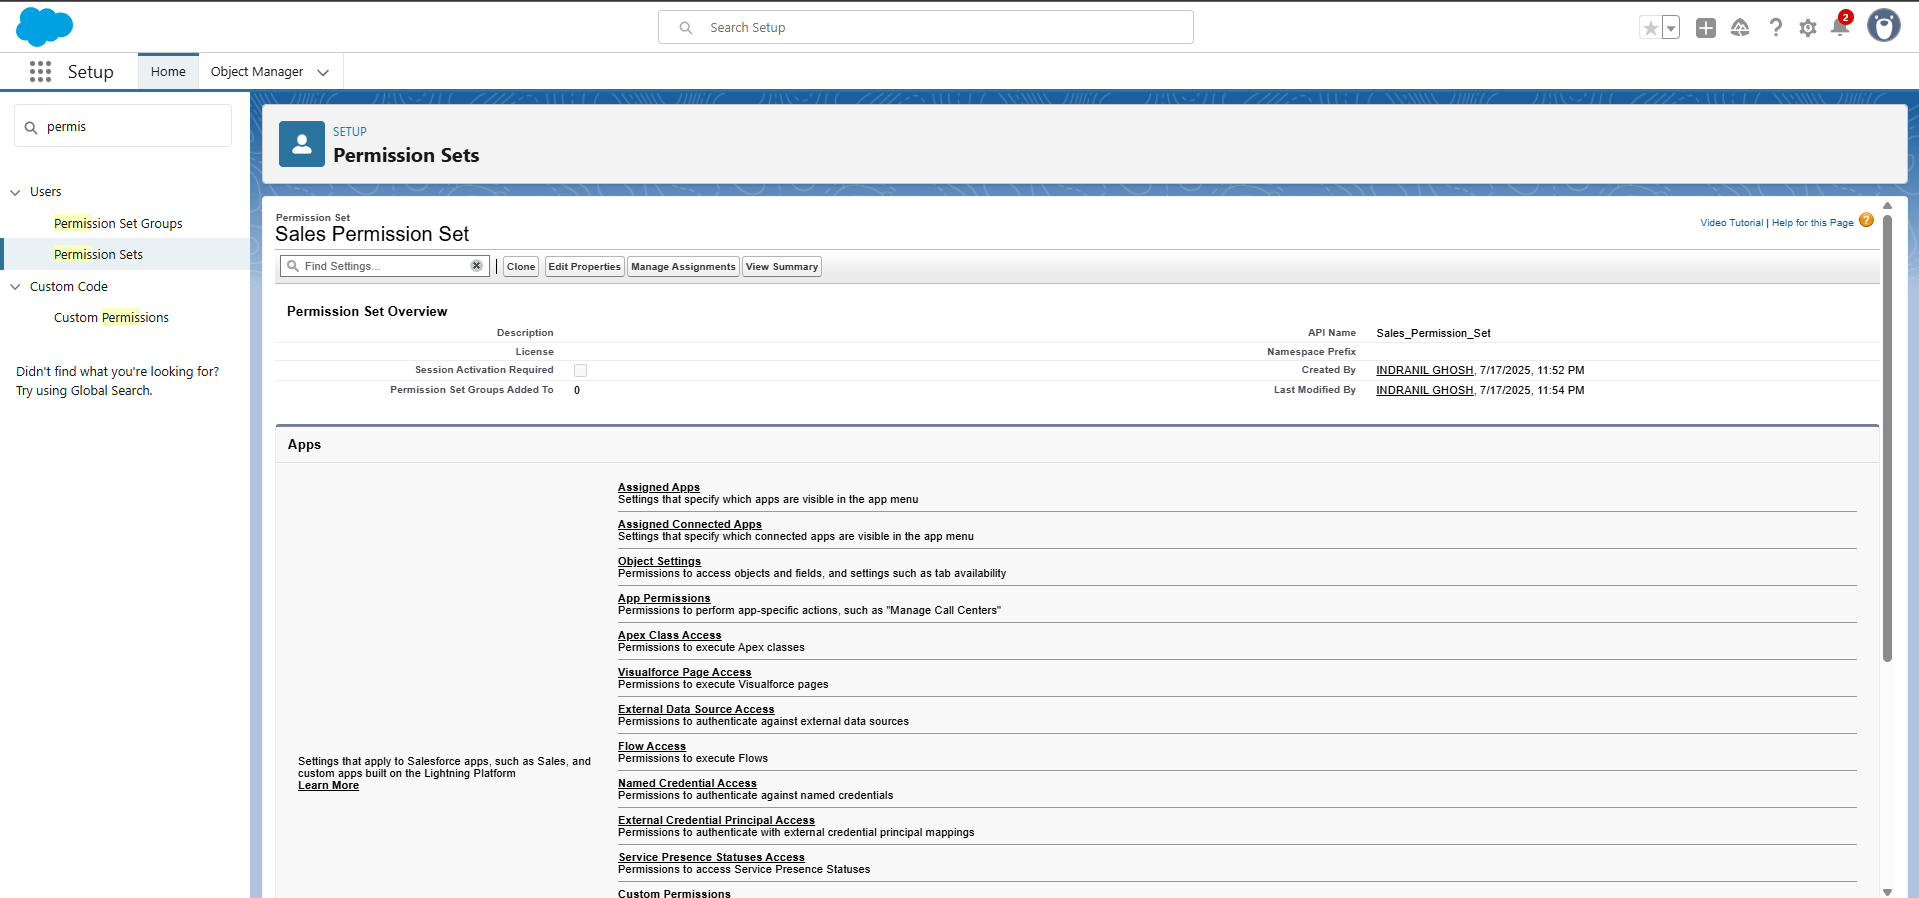 Search Setup
2
Setup
Home
Object Manager
permis
Users
Permission Set Groups
Permission Sets
Custom Code
Custom Permissions
Didn't find what you're looking for?
Try using Global Search.
SETUP
Permission Sets
Permission Set
Sales Permission Set
Video Tutorial | Help for this Page
?
Find Settings...
|
Clone
Edit Properties
Manage Assignments
View Summary
Permission Set Overview
Description
API Name Sales_Permission_Set
License
Namespace Prefix
Session Activation Required
Created By INDRANIL GHOSH, 7/17/2025, 11:52 PM
Permission Set Groups Added To 0
Last Modified By INDRANIL GHOSH, 7/17/2025, 11:54 PM
Apps
Settings that apply to Salesforce apps, such as Sales, and
custom apps built on the Lightning Platform
Learn More
Assigned Apps
Settings that specify which apps are visible in the app menu
Assigned Connected Apps
Settings that specify which connected apps are visible in the app menu
Object Settings
Permissions to access objects and fields, and settings such as tab availability
App Permissions
Permissions to perform app-specific actions, such as "Manage Call Centers"
Apex Class Access
Permissions to execute Apex classes
Visualforce Page Access
Permissions to execute Visualforce pages
External Data Source Access
Permissions to authenticate against external data sources
Flow Access
Permissions to execute Flows
Named Credential Access
Permissions to authenticate against named credentials
External Credential Principal Access
Permissions to authenticate with external credential principal mappings
Service Presence Statuses Access
Permissions to access Service Presence Statuses
Custom Permissions